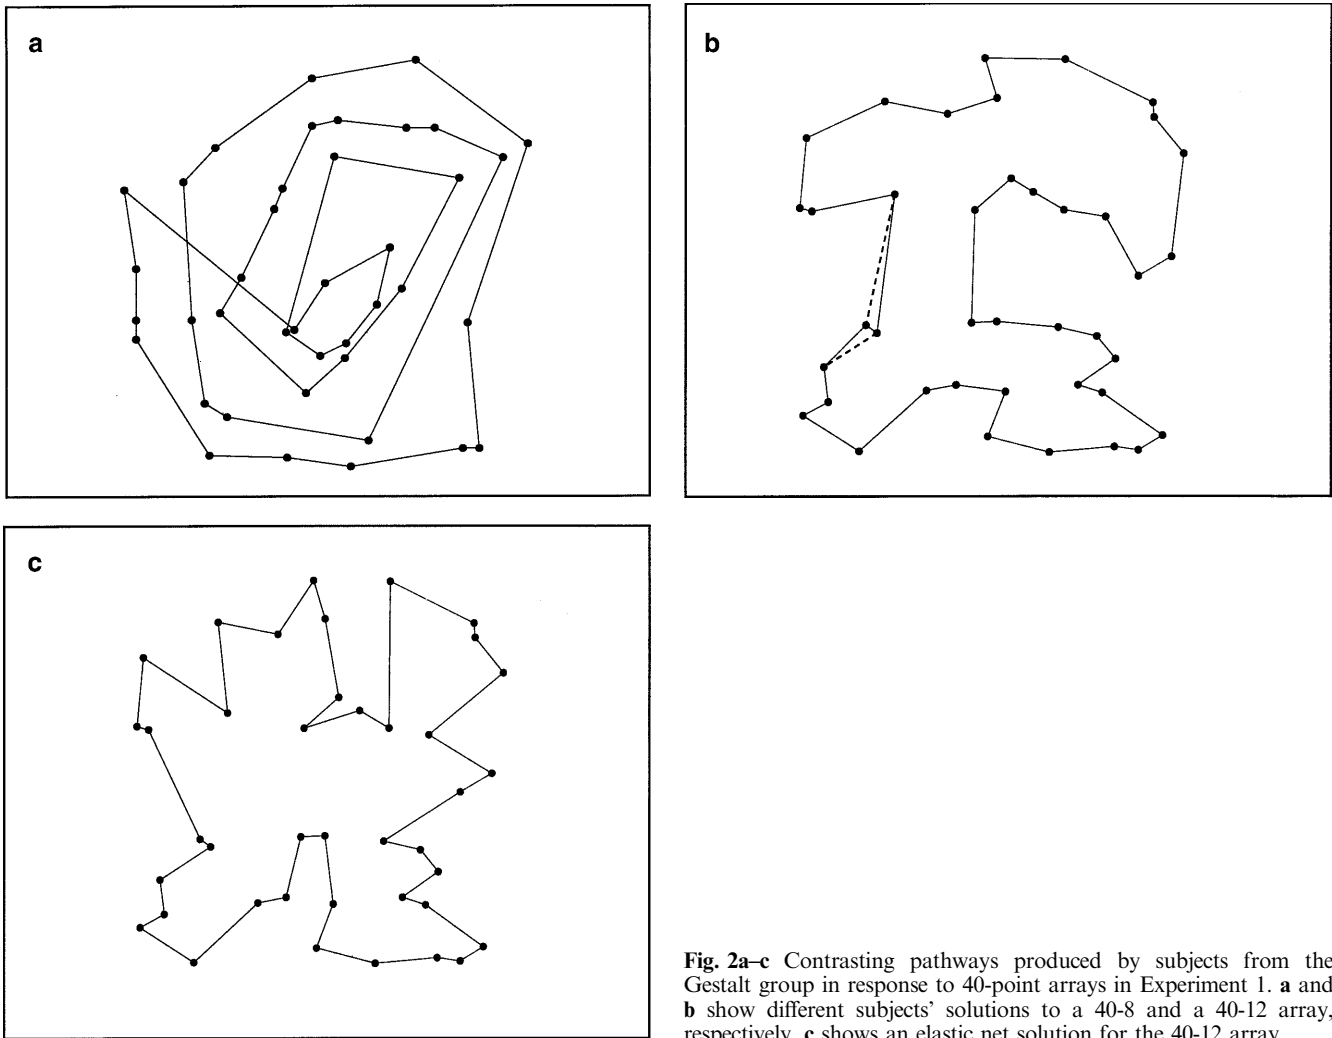 a
b
c
Fig. 2a–c Contrasting pathways produced by subjects from the
Gestalt group in response to 40-point arrays in Experiment 1. a and
b show different subjects' solutions to a 40-8 and a 40-12 array,
respectively. c shows an elastic net solution for the 40-12 array